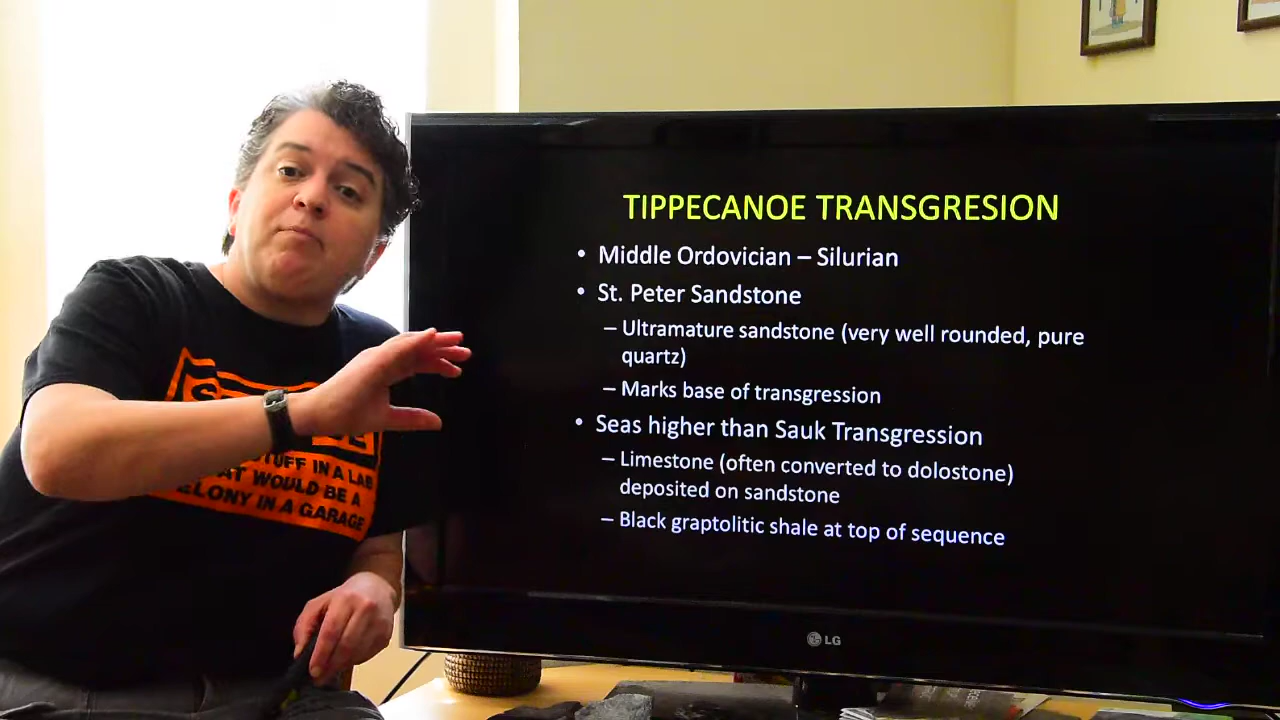 TIPPECANOE TRANSGRESION
• Middle Ordovician – Silurian
• St. Peter Sandstone
– Ultramature sandstone (very well rounded, pure
quartz)
– Marks base of transgression
• Seas higher than Sauk Transgression
– Limestone (often converted to dolostone)
deposited on sandstone
– Black graptolitic shale at top of sequence
LG
STUFF IN A LAB
THAT WOULD BE A
FELONY IN A GARAGE